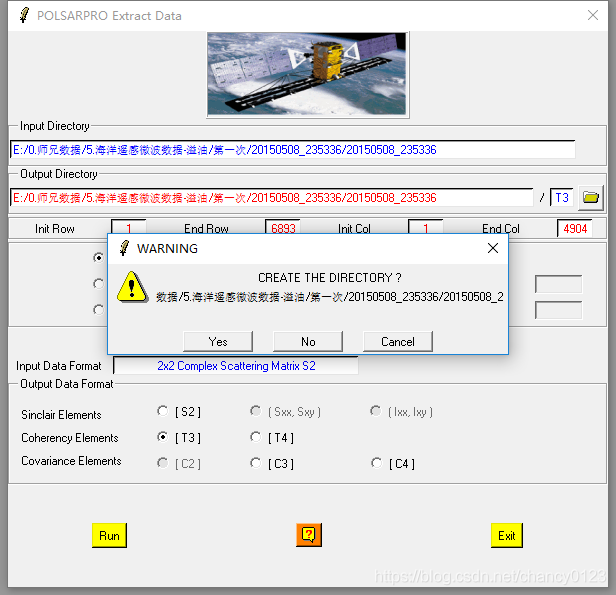 POLSARPRO Extract Data
Input Directory
E:/0.师兄数据/5.海洋遥感微波数据-溢油/第一次/20150508_235336/20150508_235336
Output Directory
E:/0.师兄数据/5.海洋遥感微波数据-溢油/第一次/20150508_235336/20150508_235336 / T3
Init Row 1 End Row 6893 Init Col 1 End Col 4904
WARNING
CREATE THE DIRECTORY ?
数据/5.海洋遥感微波数据-溢油/第一次/20150508_235336/20150508_2
Yes No Cancel
Input Data Format 2x2 Complex Scattering Matrix S2
Output Data Format
Sinclair Elements [ S2 ] ( Sxx, Sxy ) ( Ixx, Ixy )
Coherency Elements [ T3 ] [ T4 ]
Covariance Elements [ C2 ] [ C3 ] [ C4 ]
Run ? Exit
https://blog.csdn.net/chancy0123